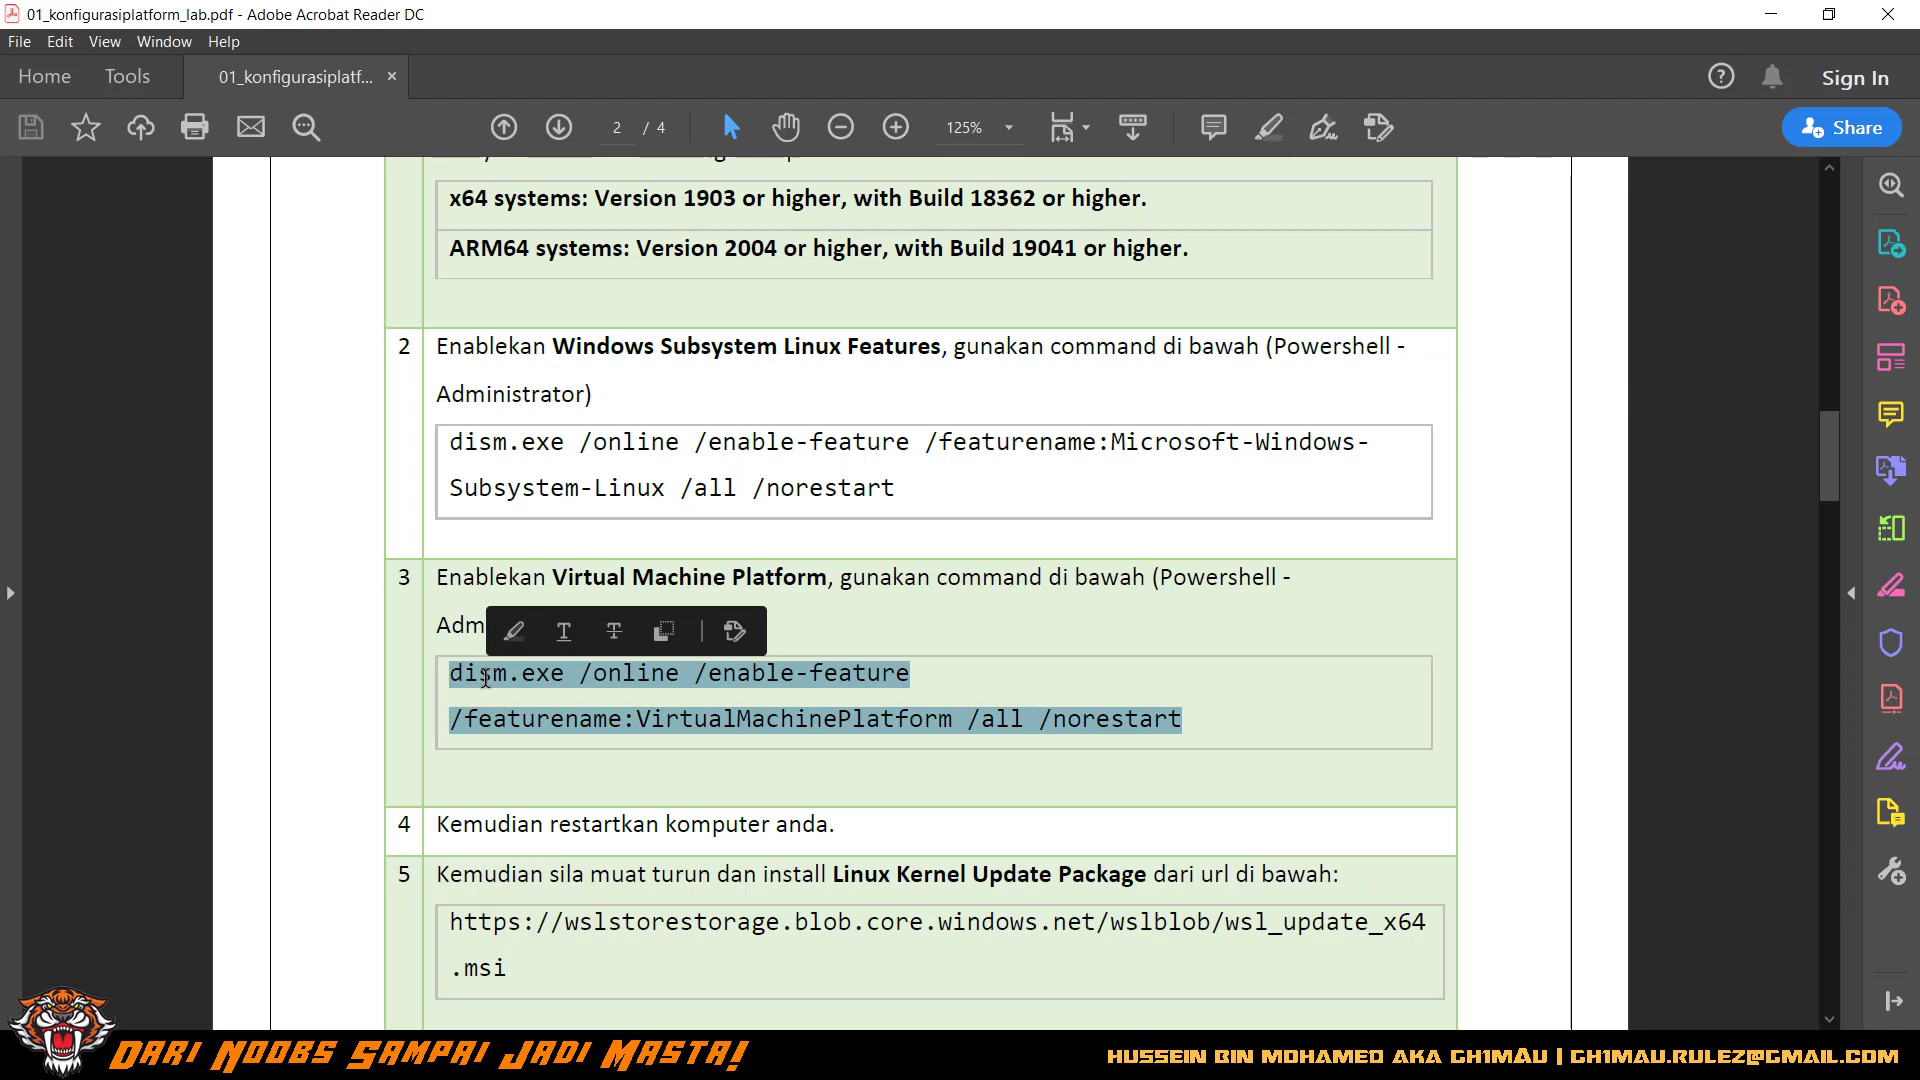 01_konfigurasiplatform_lab.pdf - Adobe Acrobat Reader DC
File Edit View Window Help
Home Tools 01_konfigurasiplatf... × Sign In
2 / 4 125% Share
x64 systems: Version 1903 or higher, with Build 18362 or higher.
ARM64 systems: Version 2004 or higher, with Build 19041 or higher.
2 Enablekan Windows Subsystem Linux Features, gunakan command di bawah (Powershell -
Administrator)
dism.exe /online /enable-feature /featurename:Microsoft-Windows-
Subsystem-Linux /all /norestart
3 Enablekan Virtual Machine Platform, gunakan command di bawah (Powershell -
Adm
dism.exe /online /enable-feature
/featurename:VirtualMachinePlatform /all /norestart
4 Kemudian restartkan komputer anda.
5 Kemudian sila muat turun dan install Linux Kernel Update Package dari url di bawah:
https://wslstorestorage.blob.core.windows.net/wslblob/wsl_update_x64
.msi
DARI NOOBS SAMPAI JADI MASTA!
HUSSEIN BIN MOHAMED AKA GH1MAU | GH1MAU.RULEZ@GMAIL.COM